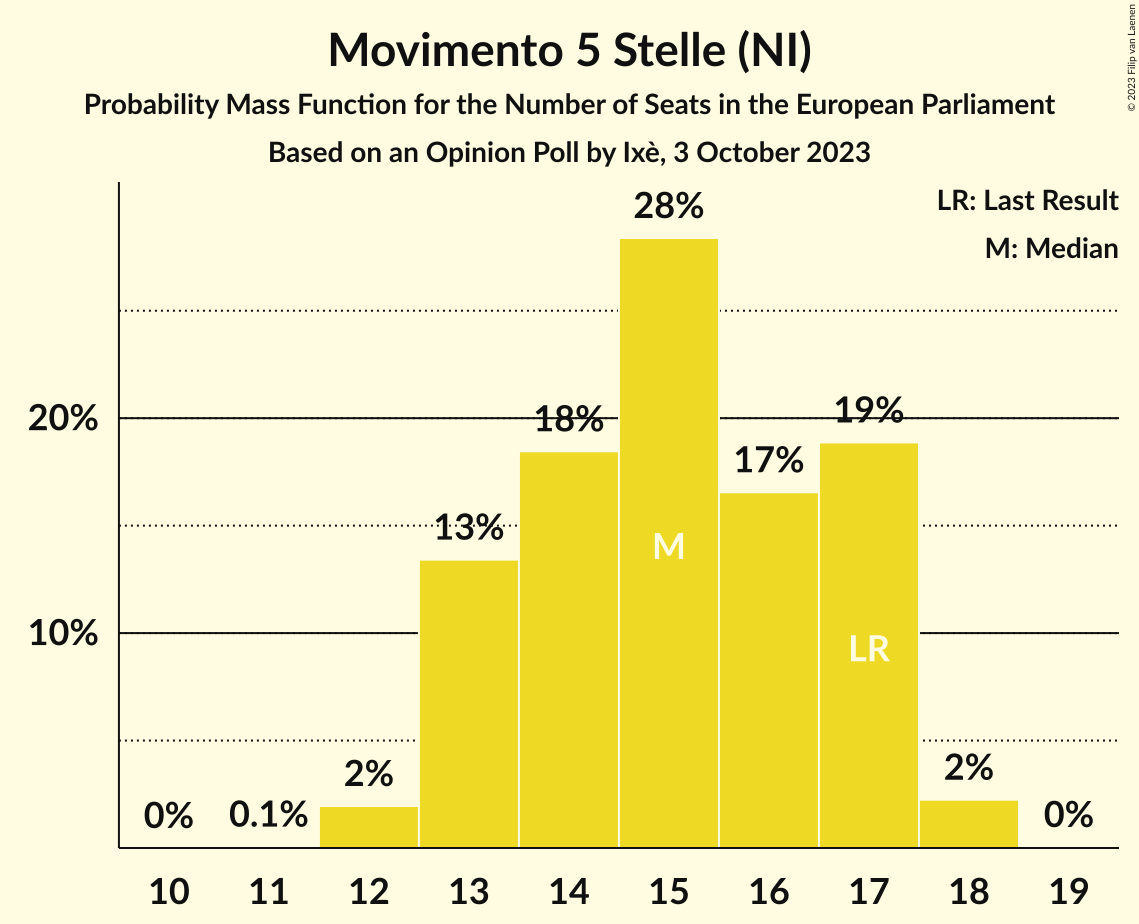 Movimento 5 Stelle (NI)
Probability Mass Function for the Number of Seats in the European Parliament
Based on an Opinion Poll by Ixè, 3 October 2023
© 2023 Filip van Laenen
LR: Last Result
M: Median
28%
20%
18%
19%
17%
13%
M
10%
LR
2%
2%
0%
0.1%
0%
10 11 12 13 14 15 16 17 18 19